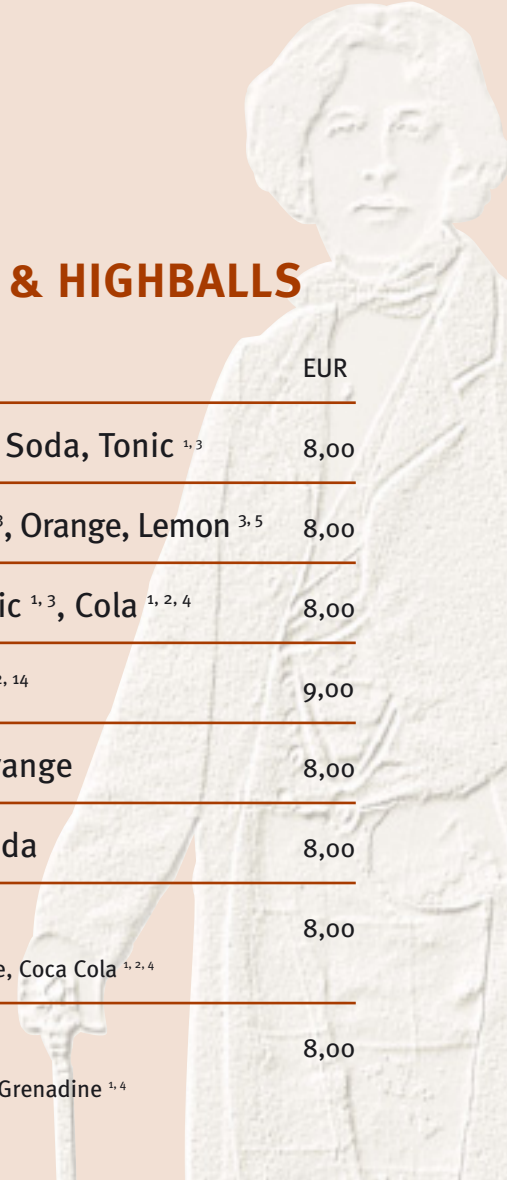 & HIGHBALLS
EUR
Soda, Tonic 1, 3 8,00
3, Orange, Lemon 3, 5 8,00
ic 1, 3, Cola 1, 2, 4 8,00
2, 14 9,00
range 8,00
da 8,00
8,00
e, Coca Cola 1, 2, 4
8,00
Grenadine 1, 4